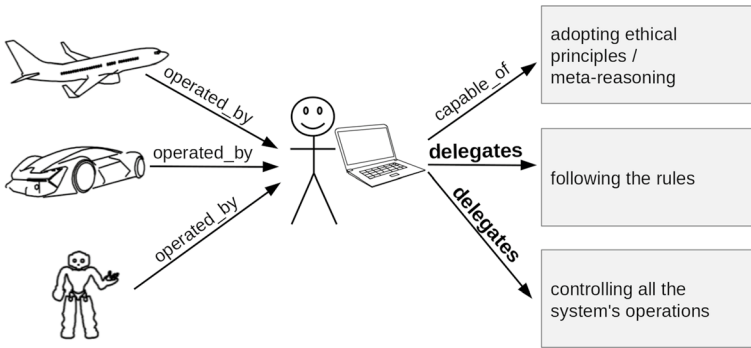 operated_by
operated_by
operated_by
capable_of
delegates
delegates
adopting ethical
principles /
meta-reasoning
following the rules
controlling all the
system's operations